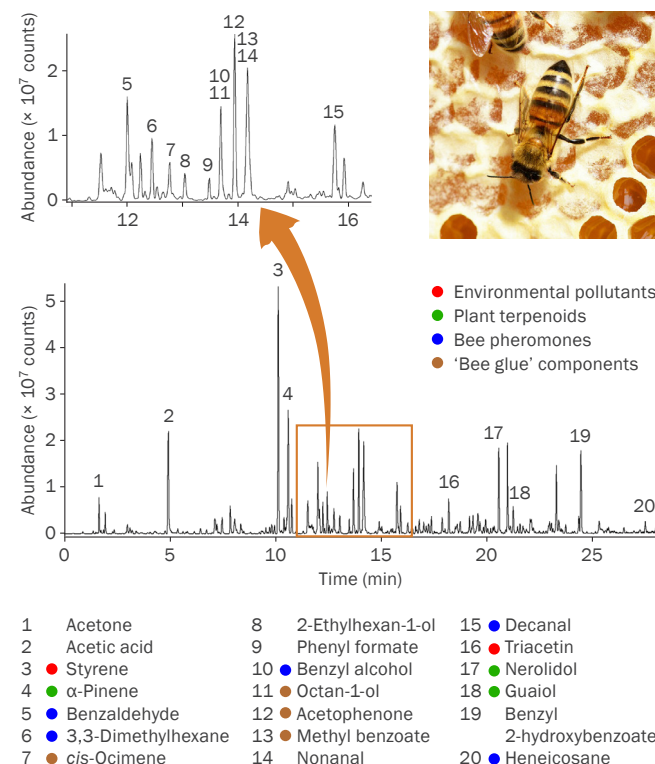 12
10 13
5 11 14
6 7 8 9 15
Abundance (× 10⁷ counts)
2
1
0
12 14 16
Environmental pollutants
Plant terpenoids
Bee pheromones
‘Bee glue’ components
3
4
2
1
17
19
16
18
20
Abundance (× 10⁷ counts)
5
4
3
2
1
0
0 5 10 15 20 25
Time (min)
1 Acetone
2 Acetic acid
3 Styrene
4 α-Pinene
5 Benzaldehyde
6 3,3-Dimethylhexane
7 cis-Ocimene
8 2-Ethylhexan-1-ol
9 Phenyl formate
10 Benzyl alcohol
11 Octan-1-ol
12 Acetophenone
13 Methyl benzoate
14 Nonanal
15 Decanal
16 Triacetin
17 Nerolidol
18 Guaiol
19 Benzyl
2-hydroxybenzoate
20 Heneicosane